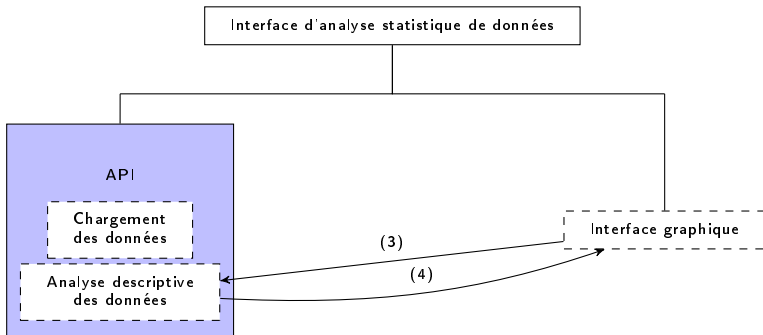 Interface d'analyse statistique de données
API
Chargement
des données
Analyse descriptive
des données
Interface graphique
(3)
(4)